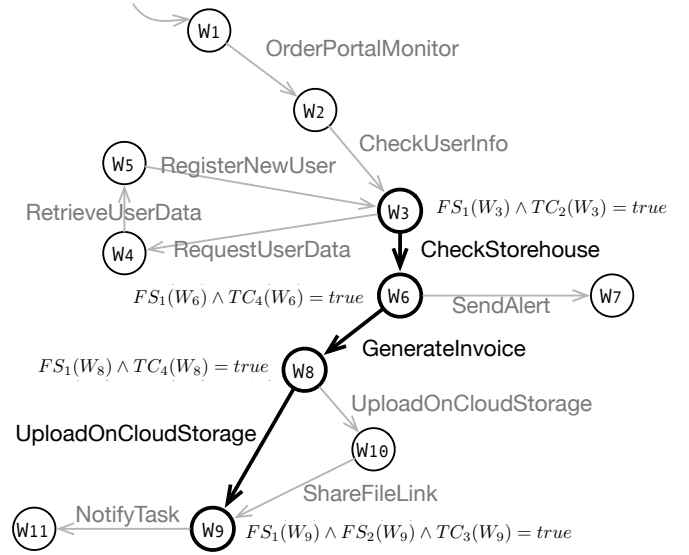 W1
OrderPortalMonitor
W2
CheckUserInfo
W5
RegisterNewUser
W3
FS₁(W₃) ∧ TC₂(W₃) = true
RetrieveUserData
W4
RequestUserData
CheckStorehouse
FS₁(W₆) ∧ TC₄(W₆) = true
W6
SendAlert
W7
GenerateInvoice
FS₁(W₈) ∧ TC₄(W₈) = true
W8
UploadOnCloudStorage
UploadOnCloudStorage
W10
ShareFileLink
NotifyTask
W11
W9
FS₁(W₉) ∧ FS₂(W₉) ∧ TC₃(W₉) = true